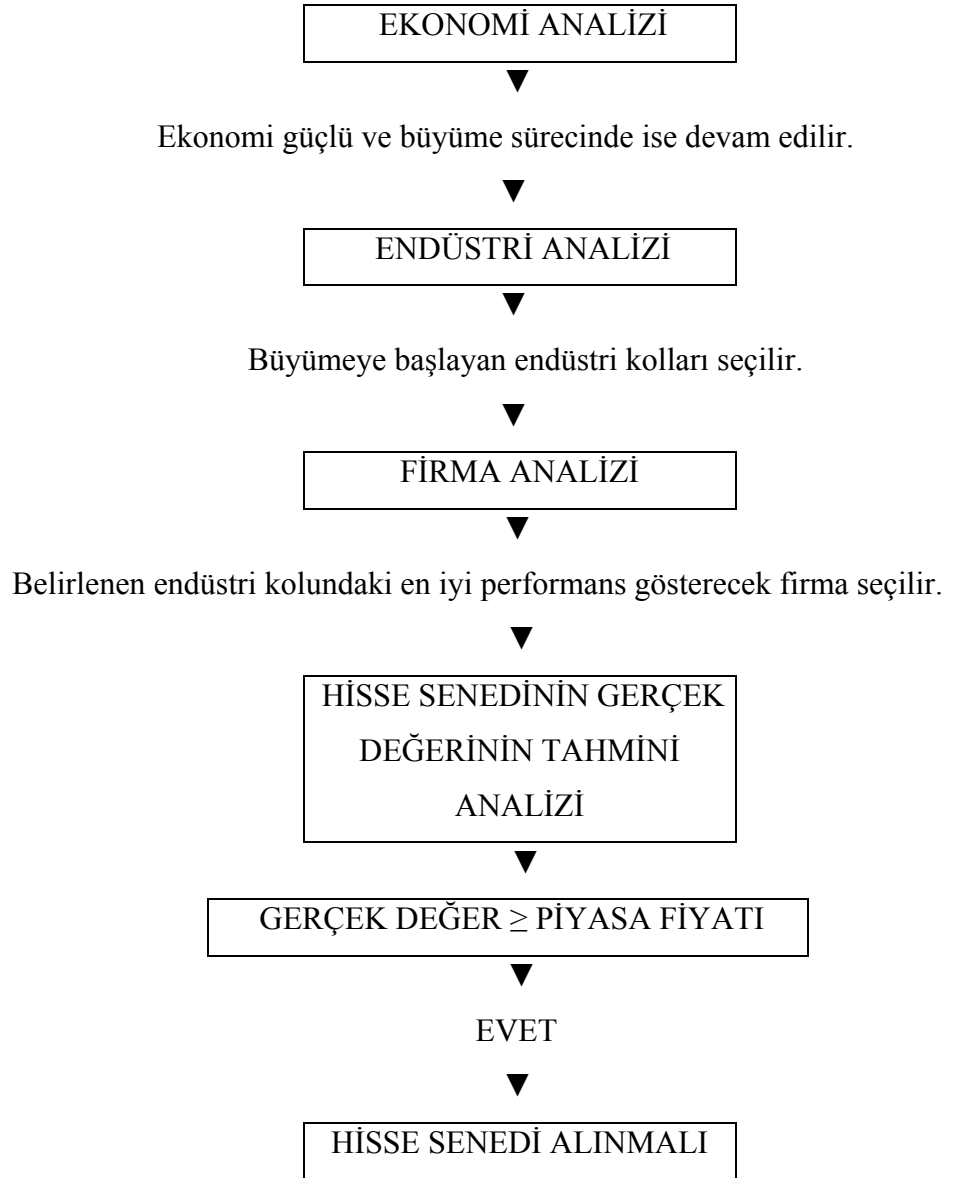 EKONOMİ ANALİZİ
Ekonomi güçlü ve büyüme sürecinde ise devam edilir.
ENDÜSTRİ ANALİZİ
Büyümeye başlayan endüstri kolları seçilir.
FİRMA ANALİZİ
Belirlenen endüstri kolundaki en iyi performans gösterecek firma seçilir.
HİSSE SENEDİNİN GERÇEK
DEĞERİNİN TAHMİNİ
ANALİZİ
GERÇEK DEĞER ≥ PİYASA FİYATI
EVET
HİSSE SENEDİ ALINMALI